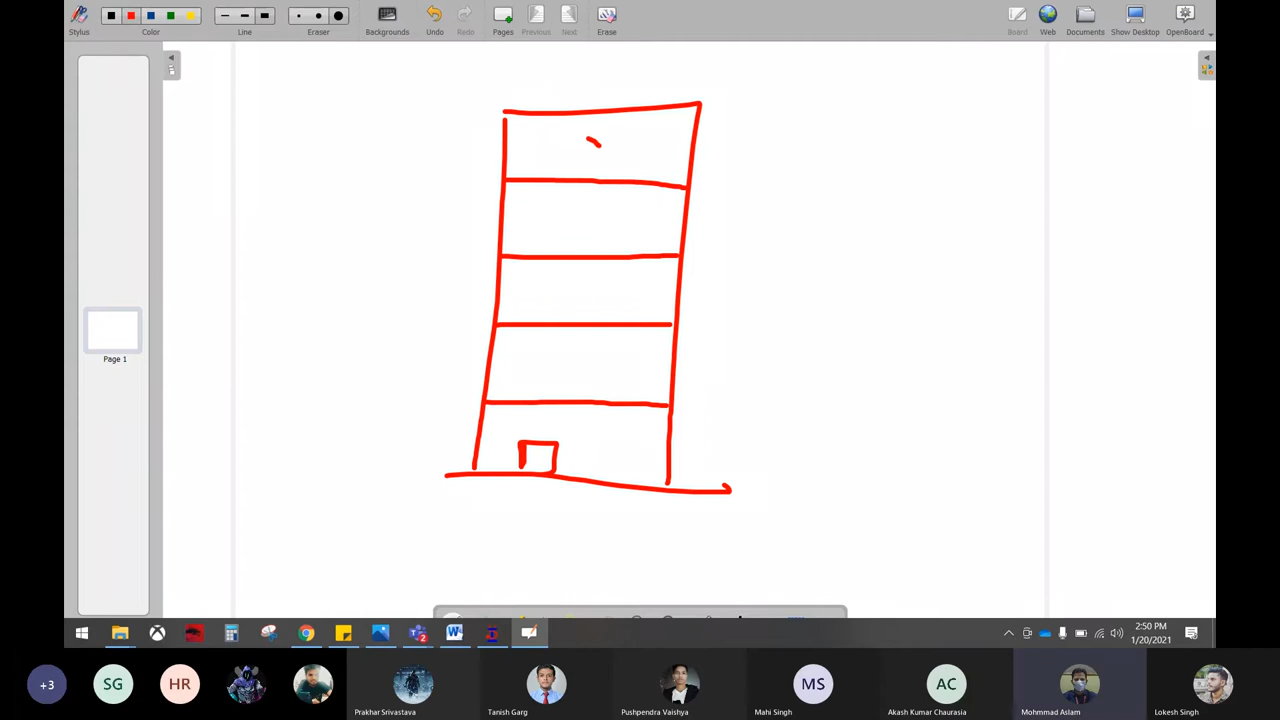 Stylus
Color
Line
Eraser
Backgrounds
Undo
Redo
Pages
Previous
Next
Erase
Board
Web
Documents
Show Desktop
OpenBoard
Page 1
2:50 PM
1/20/2021
+3
SG
HR
Prakhar Srivastava
Tanish Garg
Pushpendra Vaishya
MS
Mahi Singh
AC
Akash Kumar Chaurasia
Mohmmad Aslam
Lokesh Singh